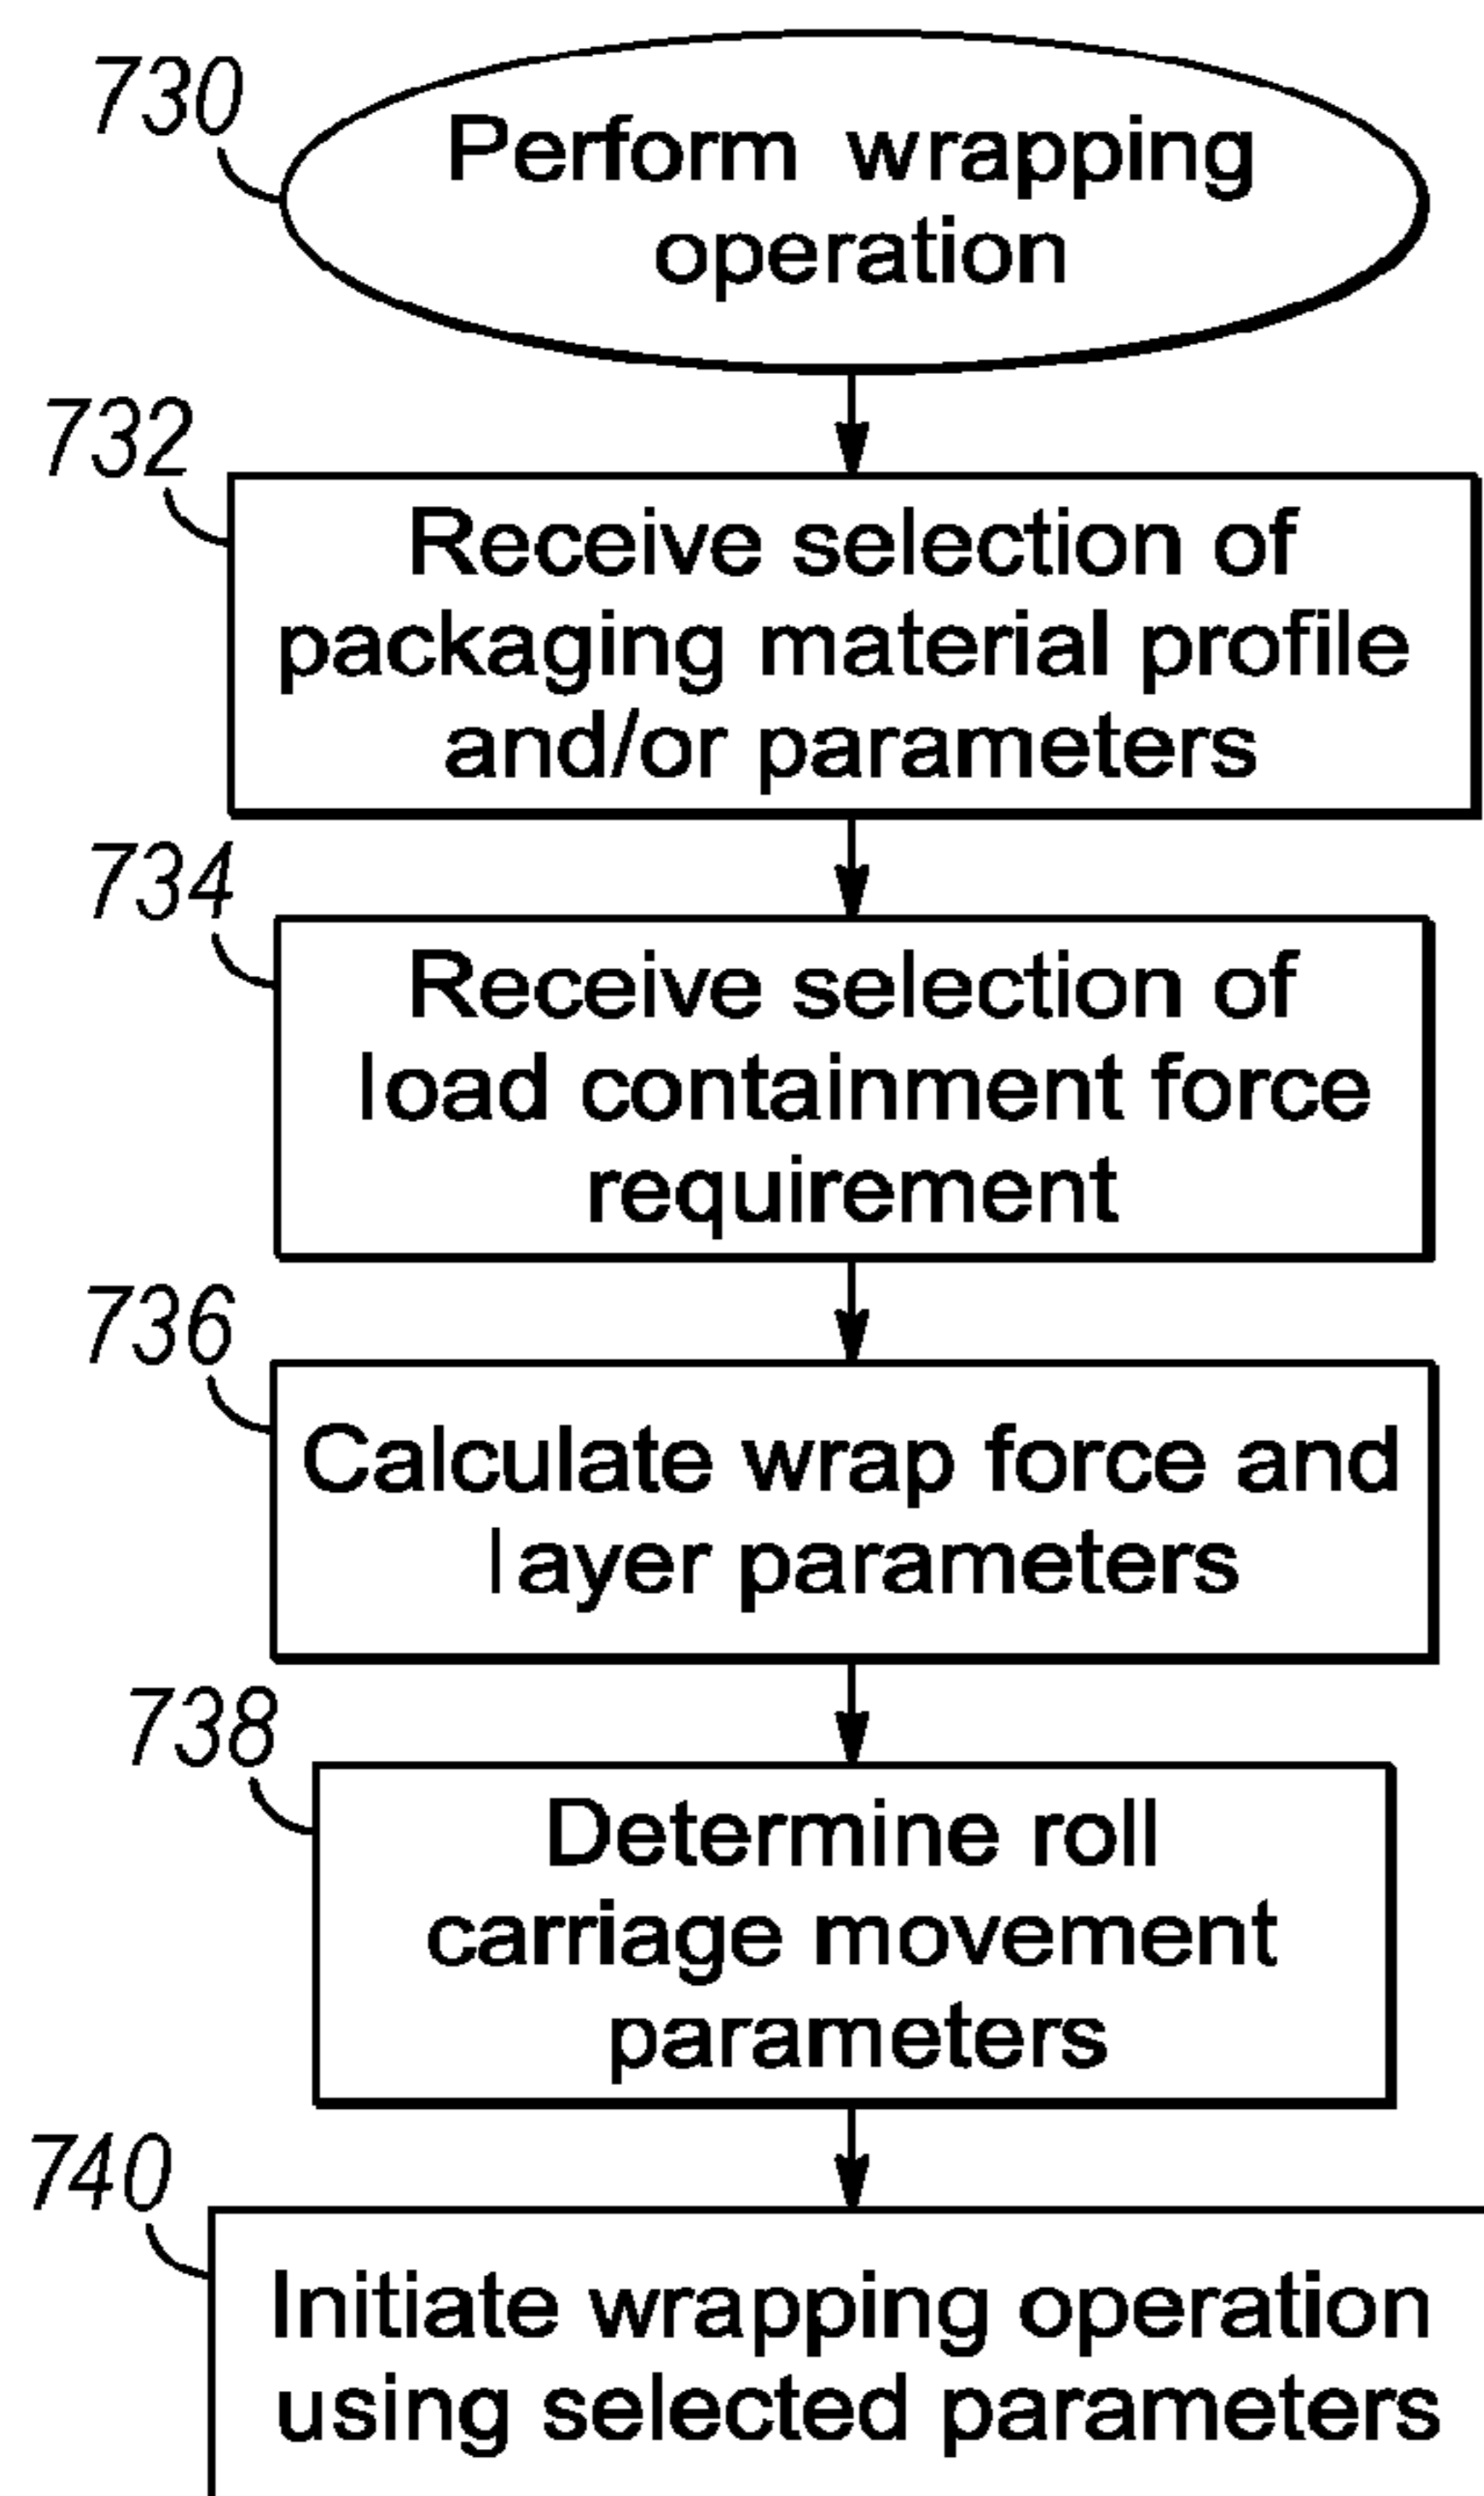 730
Perform wrapping
operation
732
Receive selection of
packaging material profile
and/or parameters
734
Receive selection of
load containment force
requirement
736
Calculate wrap force and
layer parameters
738
Determine roll
carriage movement
parameters
740
Initiate wrapping operation
using selected parameters